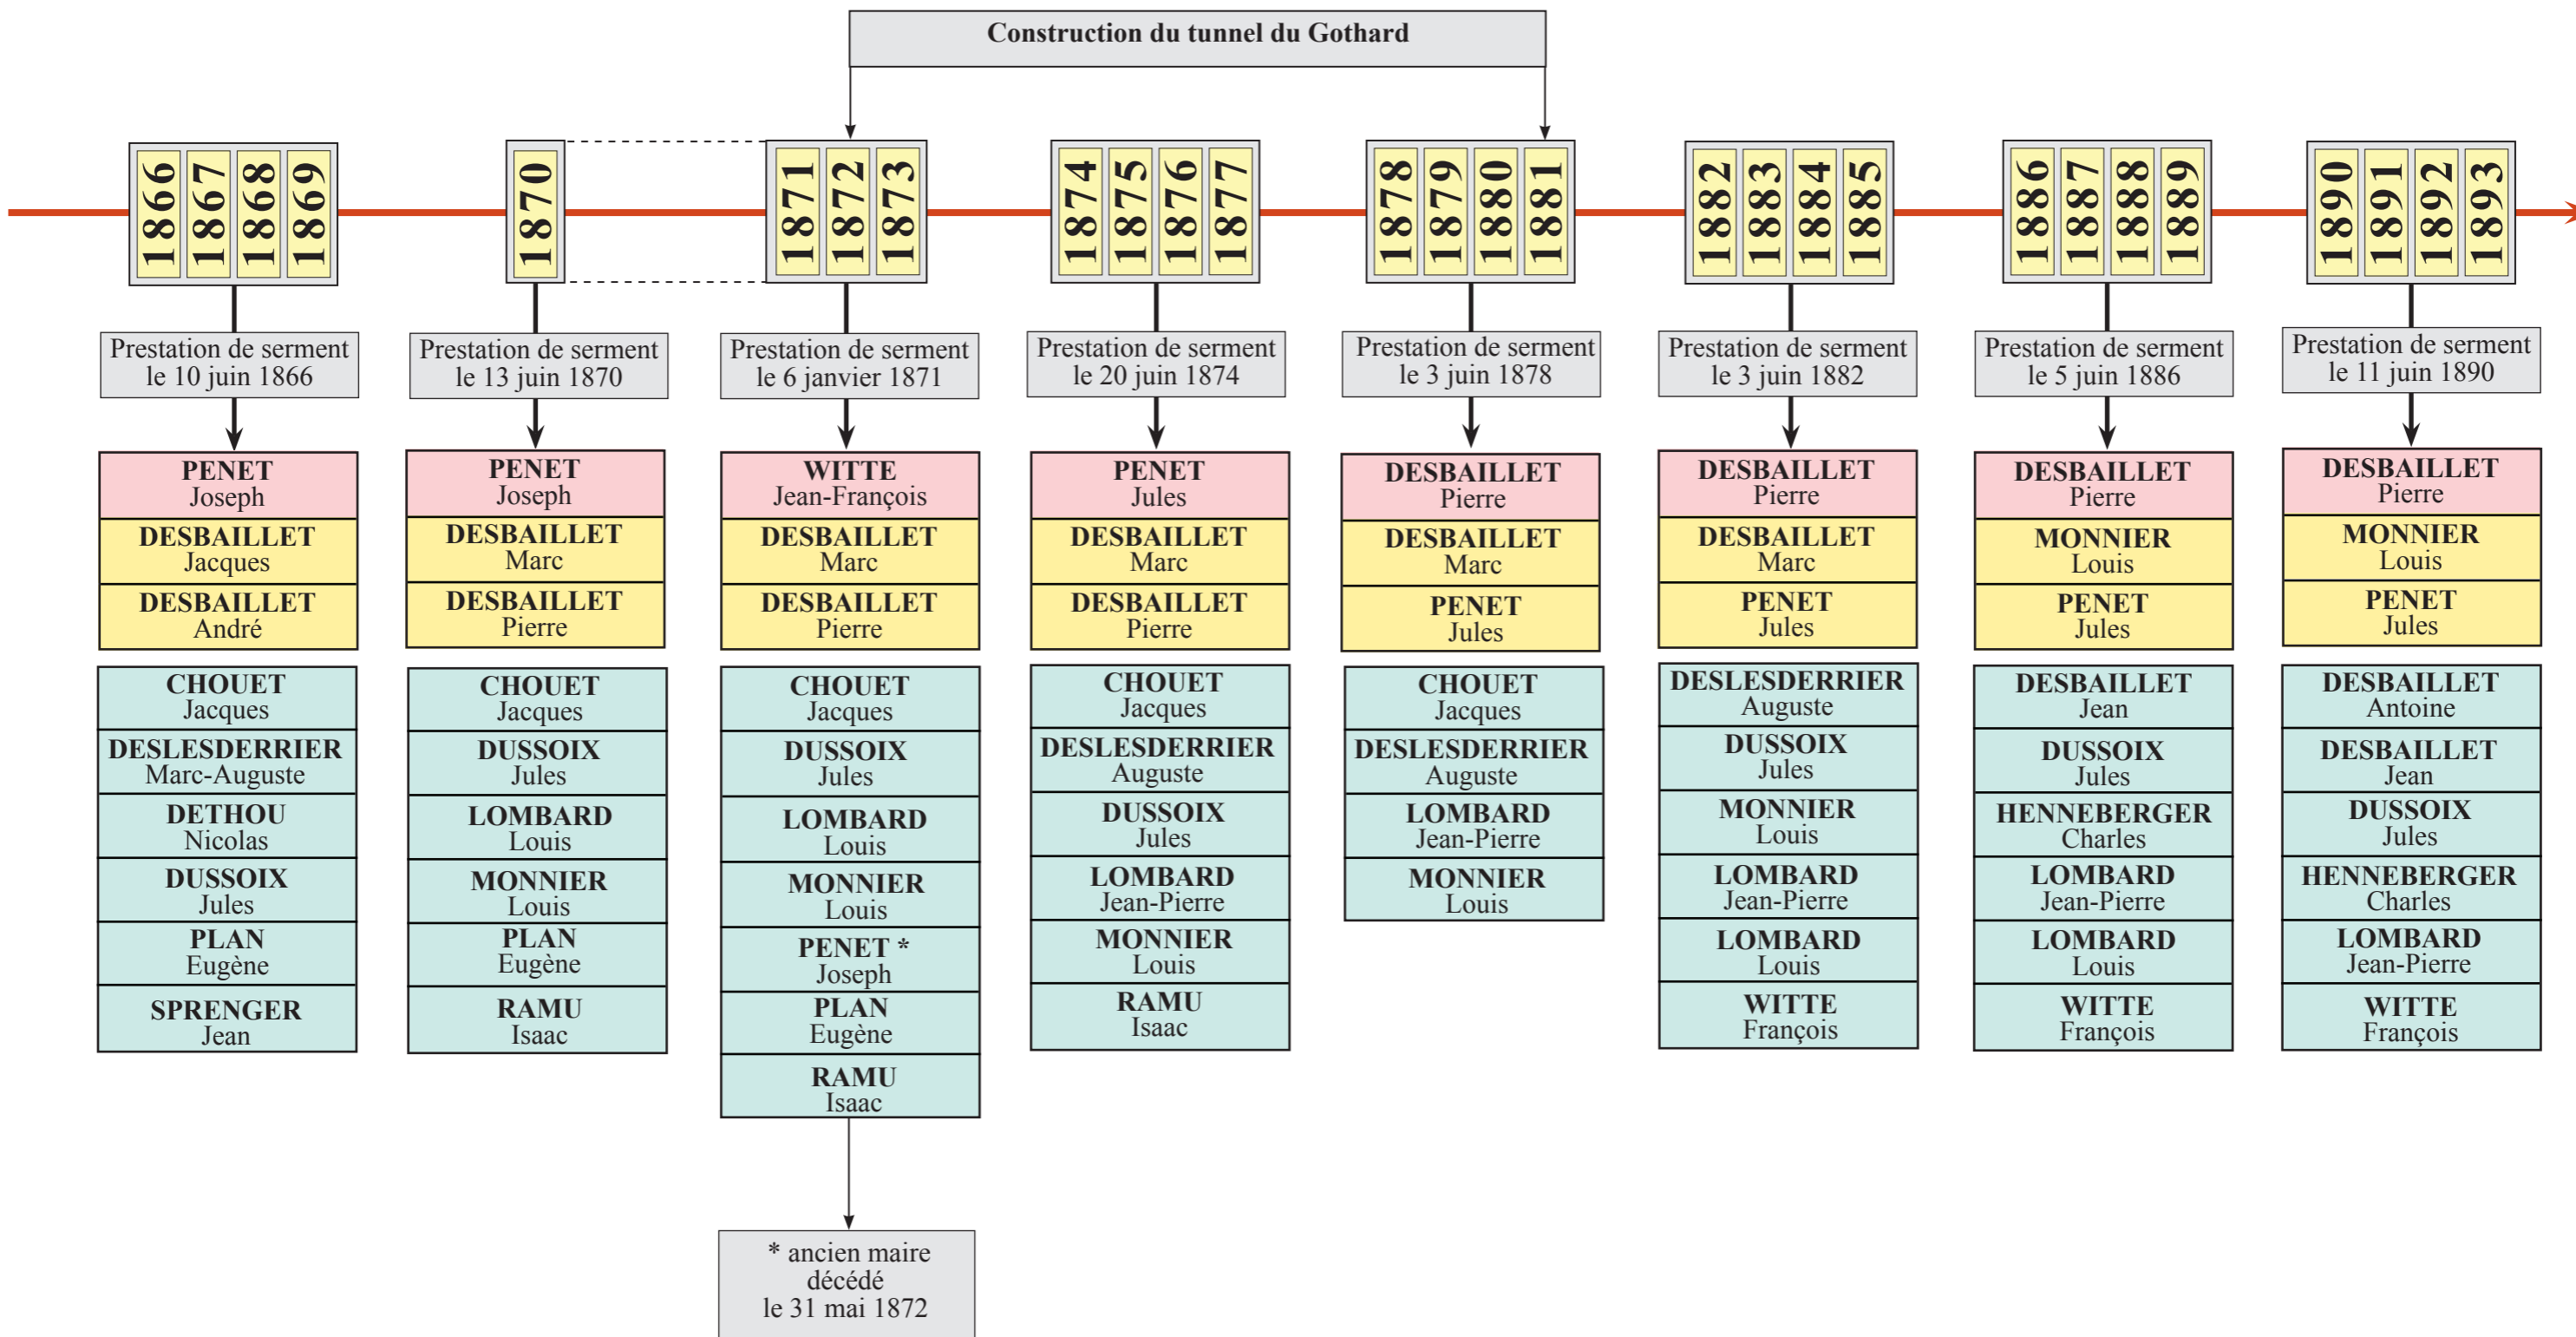 Construction du tunnel du Gothard
1866
1867
1868
1869
1870
1871
1872
1873
1874
1875
1876
1877
1878
1879
1880
1881
1882
1883
1884
1885
1886
1887
1888
1889
1890
1891
1892
1893
Prestation de serment
le 10 juin 1866
PENET
Joseph
DESBAILLET
Jacques
DESBAILLET
André
CHOUET
Jacques
DESLESDERRIER
Marc-Auguste
DETHOU
Nicolas
DUSSOIX
Jules
PLAN
Eugène
SPRENGER
Jean
Prestation de serment
le 13 juin 1870
PENET
Joseph
DESBAILLET
Marc
DESBAILLET
Pierre
CHOUET
Jacques
DUSSOIX
Jules
LOMBARD
Louis
MONNIER
Louis
PLAN
Eugène
RAMU
Isaac
Prestation de serment
le 6 janvier 1871
WITTE
Jean-François
DESBAILLET
Marc
DESBAILLET
Pierre
CHOUET
Jacques
DUSSOIX
Jules
LOMBARD
Louis
MONNIER
Louis
PENET *
Joseph
PLAN
Eugène
RAMU
Isaac
* ancien maire
décédé
le 31 mai 1872
Prestation de serment
le 20 juin 1874
PENET
Jules
DESBAILLET
Marc
DESBAILLET
Pierre
CHOUET
Jacques
DESLESDERRIER
Auguste
DUSSOIX
Jules
LOMBARD
Jean-Pierre
MONNIER
Louis
RAMU
Isaac
Prestation de serment
le 3 juin 1878
DESBAILLET
Pierre
DESBAILLET
Marc
PENET
Jules
CHOUET
Jacques
DESLESDERRIER
Auguste
LOMBARD
Jean-Pierre
MONNIER
Louis
Prestation de serment
le 3 juin 1882
DESBAILLET
Pierre
DESBAILLET
Marc
PENET
Jules
DESLESDERRIER
Auguste
DUSSOIX
Jules
MONNIER
Louis
LOMBARD
Jean-Pierre
LOMBARD
Louis
WITTE
François
Prestation de serment
le 5 juin 1886
DESBAILLET
Pierre
MONNIER
Louis
PENET
Jules
DESBAILLET
Jean
DUSSOIX
Jules
HENNEBERGER
Charles
LOMBARD
Jean-Pierre
LOMBARD
Louis
WITTE
François
Prestation de serment
le 11 juin 1890
DESBAILLET
Pierre
MONNIER
Louis
PENET
Jules
DESBAILLET
Antoine
DESBAILLET
Jean
DUSSOIX
Jules
HENNEBERGER
Charles
LOMBARD
Jean-Pierre
WITTE
François